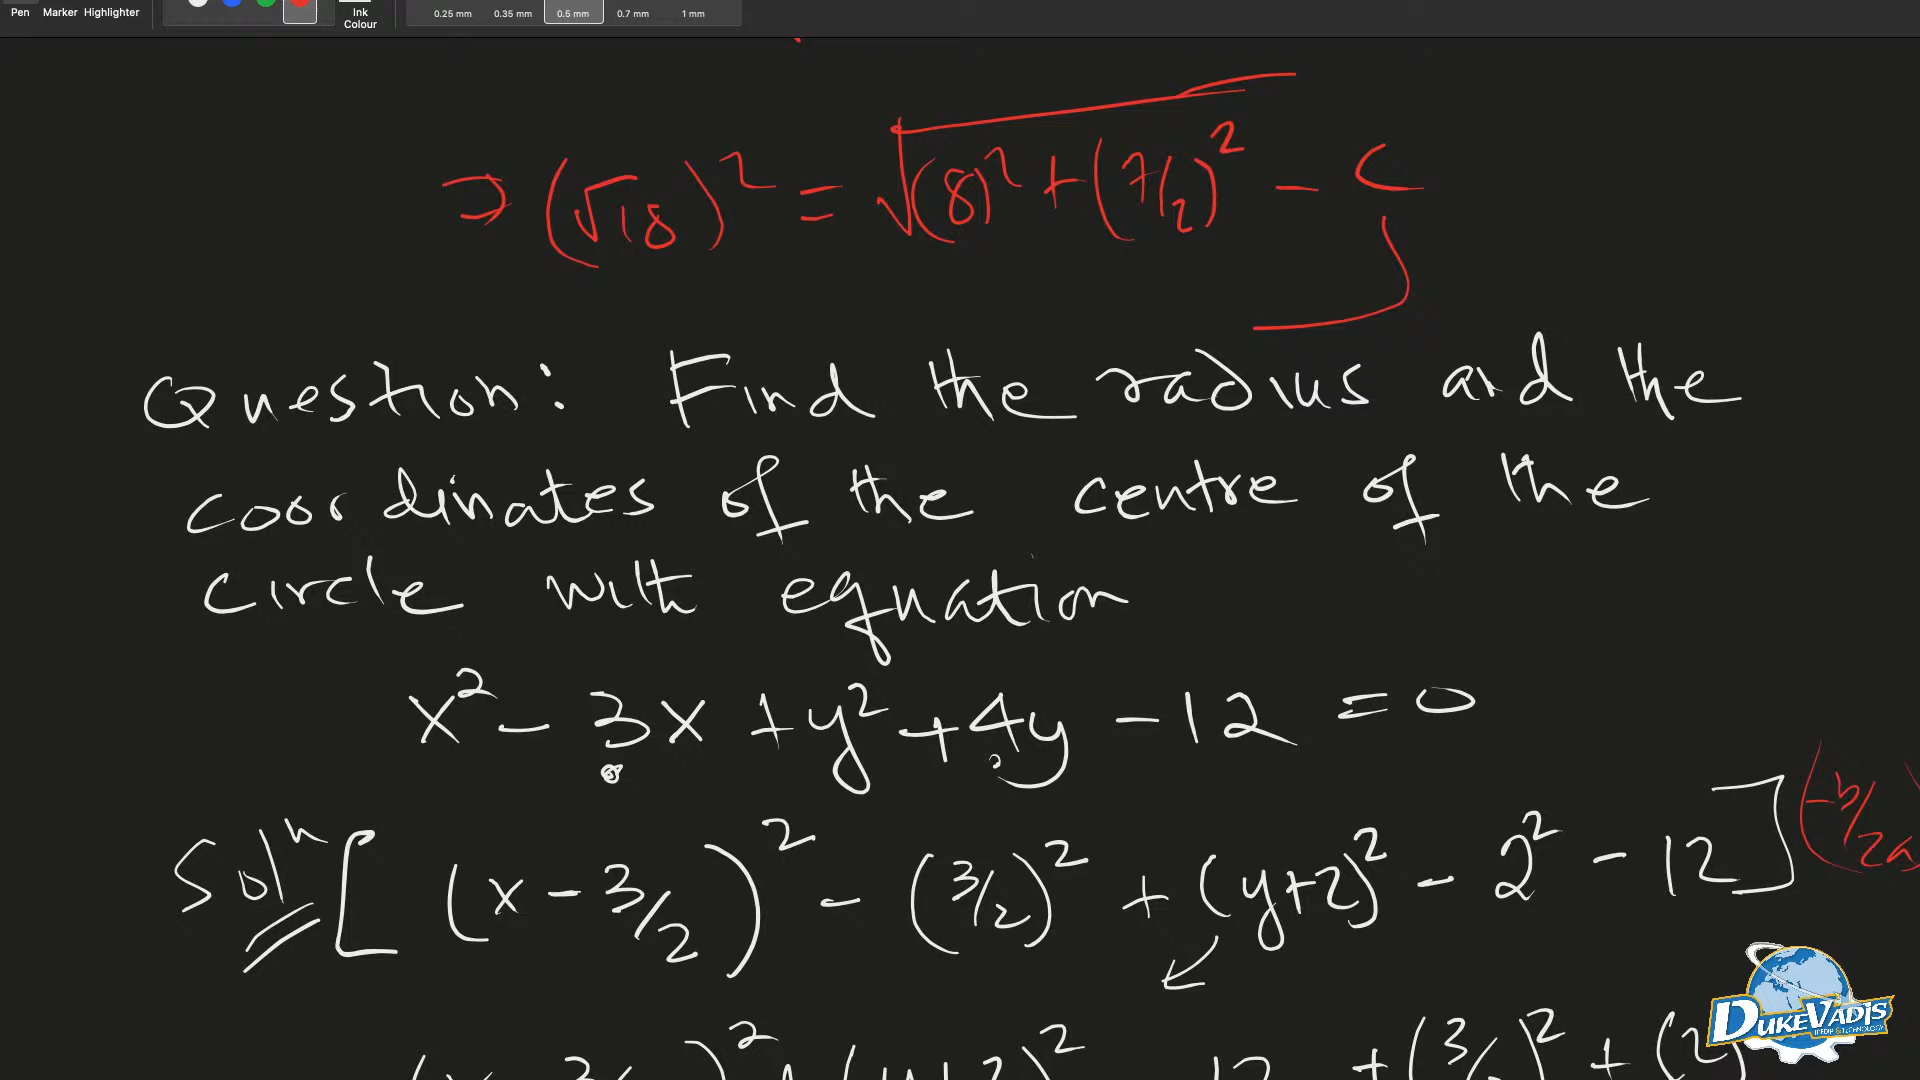 Pen Marker Highlighter Ink Colour 0.25 mm 0.35 mm 0.5 mm 0.7 mm 1 mm
⇒ (√18)² = √(8)² + (7/2)² - C
Question: Find the radius and the
coordinates of the centre of the
circle with equation
x² - 3x + y² + 4y - 12 = 0
Solⁿ [ (x - 3/2)² - (3/2)² + (y+2)² - 2² - 12 ] (-b/2a)
DUKEVADIS
MEDIA & TECHNOLOGY